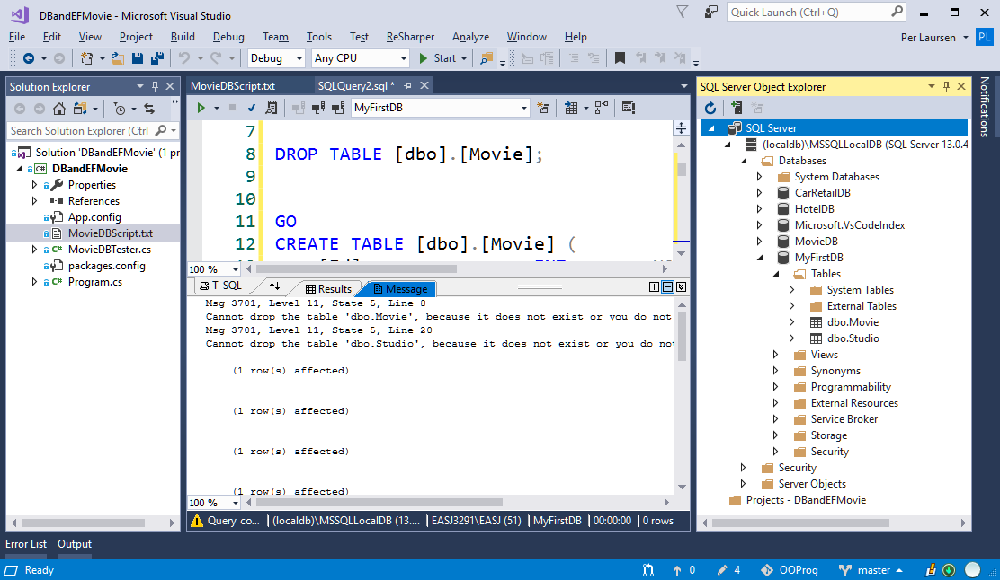 DBandEFMovie - Microsoft Visual Studio
Quick Launch (Ctrl+Q)
File Edit View Project Build Debug Team Tools Test ReSharper Analyze Window Help
Per Laursen PL
Debug Any CPU Start
Solution Explorer
Search Solution Explorer (Ctrl
Solution 'DBandEFMovie' (1 pr
DBandEFMovie
Properties
References
App.config
MovieDBScript.txt
MovieDBTester.cs
packages.config
Program.cs
MovieDBScript.txt SQLQuery2.sql *
MyFirstDB
7
8 DROP TABLE [dbo].[Movie];
9
10
11 GO
12 CREATE TABLE [dbo].[Movie] (
100 %
T-SQL Results Message
Msg 3701, Level 11, State 5, Line 8
Cannot drop the table 'dbo.Movie', because it does not exist or you do not
Msg 3701, Level 11, State 5, Line 20
Cannot drop the table 'dbo.Studio', because it does not exist or you do not
(1 row(s) affected)
(1 row(s) affected)
(1 row(s) affected)
(1 row(s) affected)
100 %
Query co... (localdb)\MSSQLLocalDB (13.... EASJ3291\EASJ (51) MyFirstDB 00:00:00 0 rows
SQL Server Object Explorer
SQL Server
(localdb)\MSSQLLocalDB (SQL Server 13.0.4
Databases
System Databases
CarRetailDB
HotelDB
Microsoft.VsCodeIndex
MovieDB
MyFirstDB
Tables
System Tables
External Tables
dbo.Movie
dbo.Studio
Views
Synonyms
Programmability
External Resources
Service Broker
Storage
Security
Security
Server Objects
Projects - DBandEFMovie
Notifications
Error List Output
Ready 0 4 OOProg master